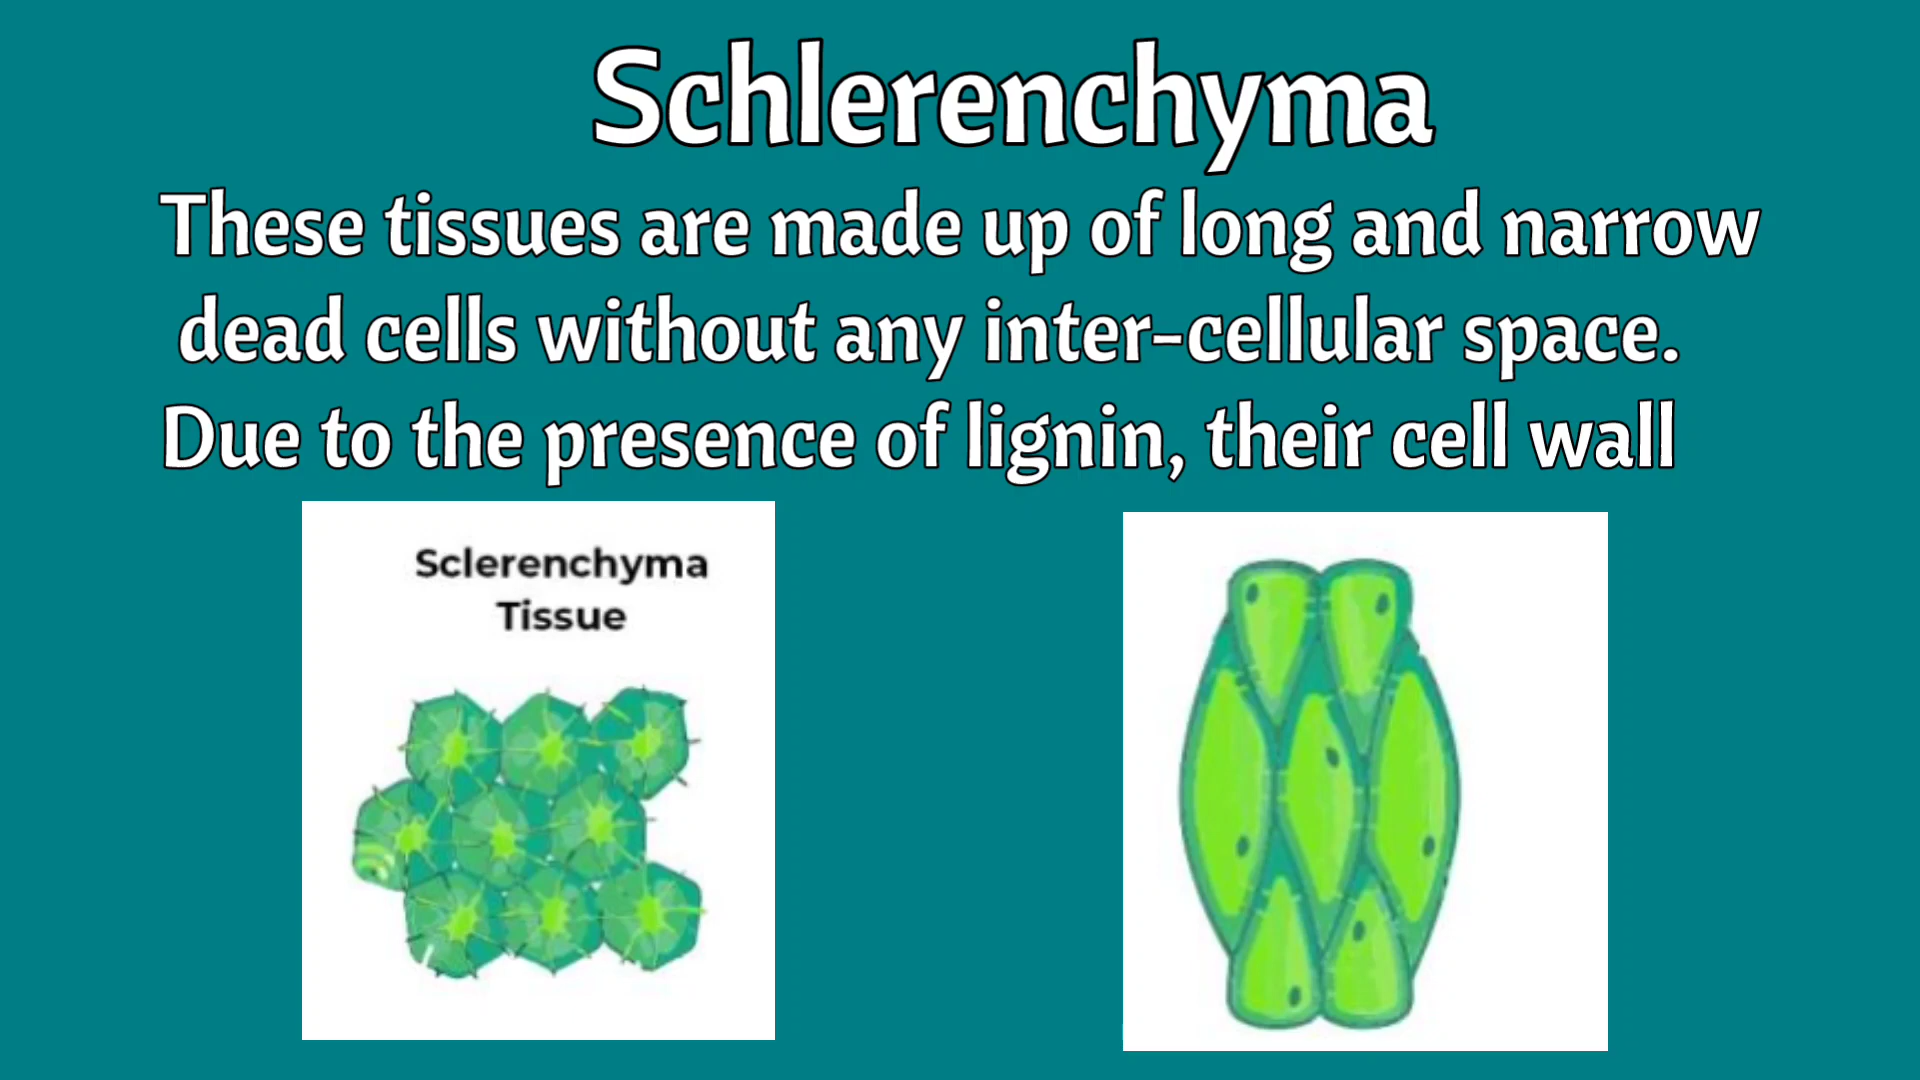 Schlerenchyma
These tissues are made up of long and narrow
dead cells without any inter-cellular space.
Due to the presence of lignin, their cell wall
Sclerenchyma
Tissue